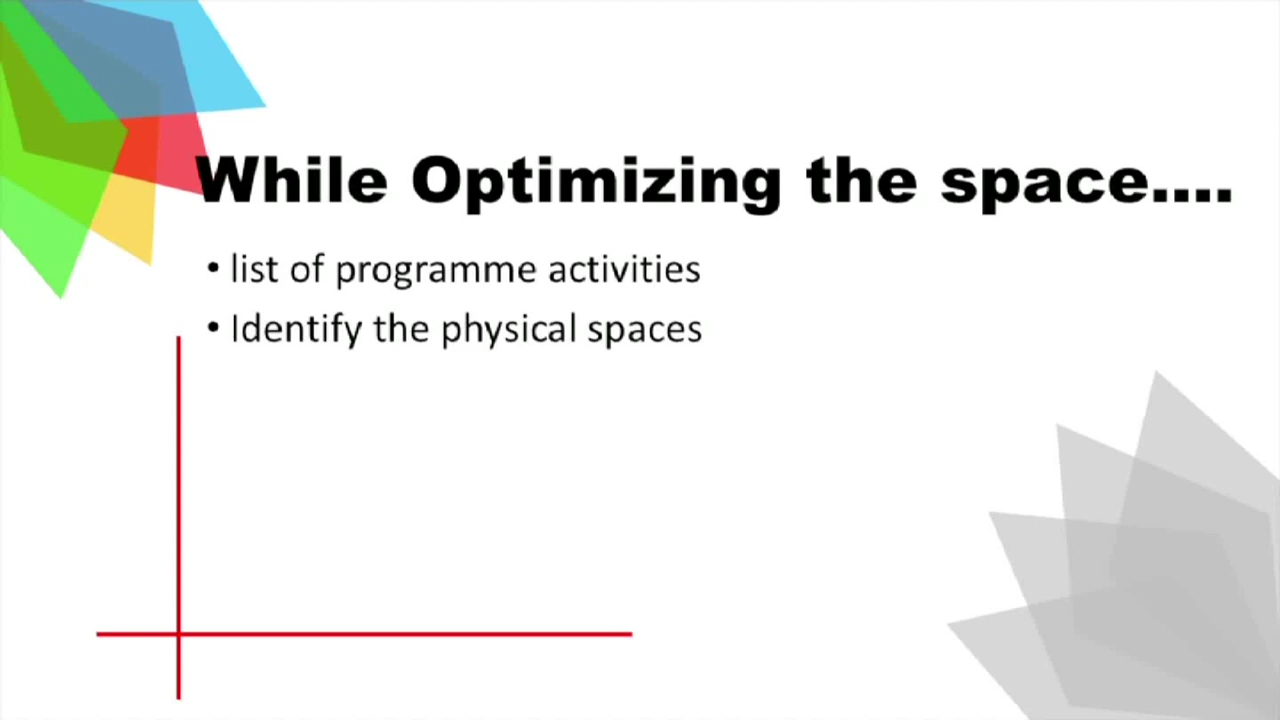 While Optimizing the space....
• list of programme activities
• Identify the physical spaces